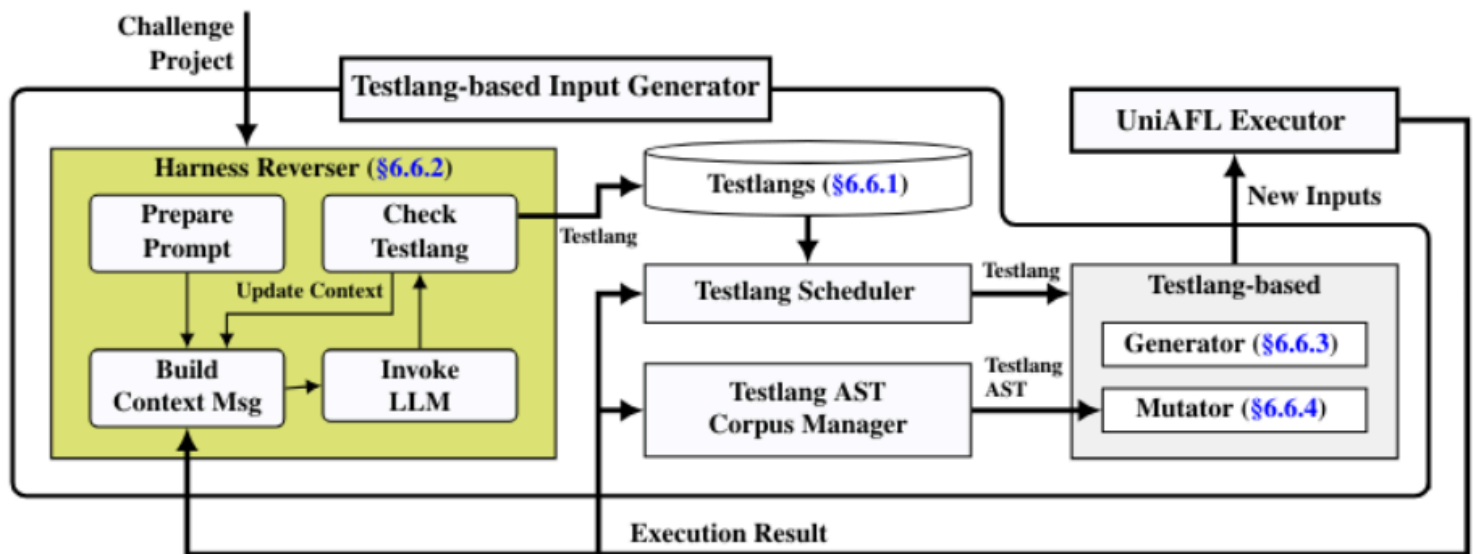 Challenge
Project
Testlang-based Input Generator
UniAFL Executor
Harness Reverser (§6.6.2)
Prepare
Prompt
Check
Testlang
Update Context
Build
Context Msg
Invoke
LLM
Testlang
Testlangs (§6.6.1)
Testlang Scheduler
Testlang
Testlang AST
Corpus Manager
Testlang
AST
New Inputs
Testlang-based
Generator (§6.6.3)
Mutator (§6.6.4)
Execution Result